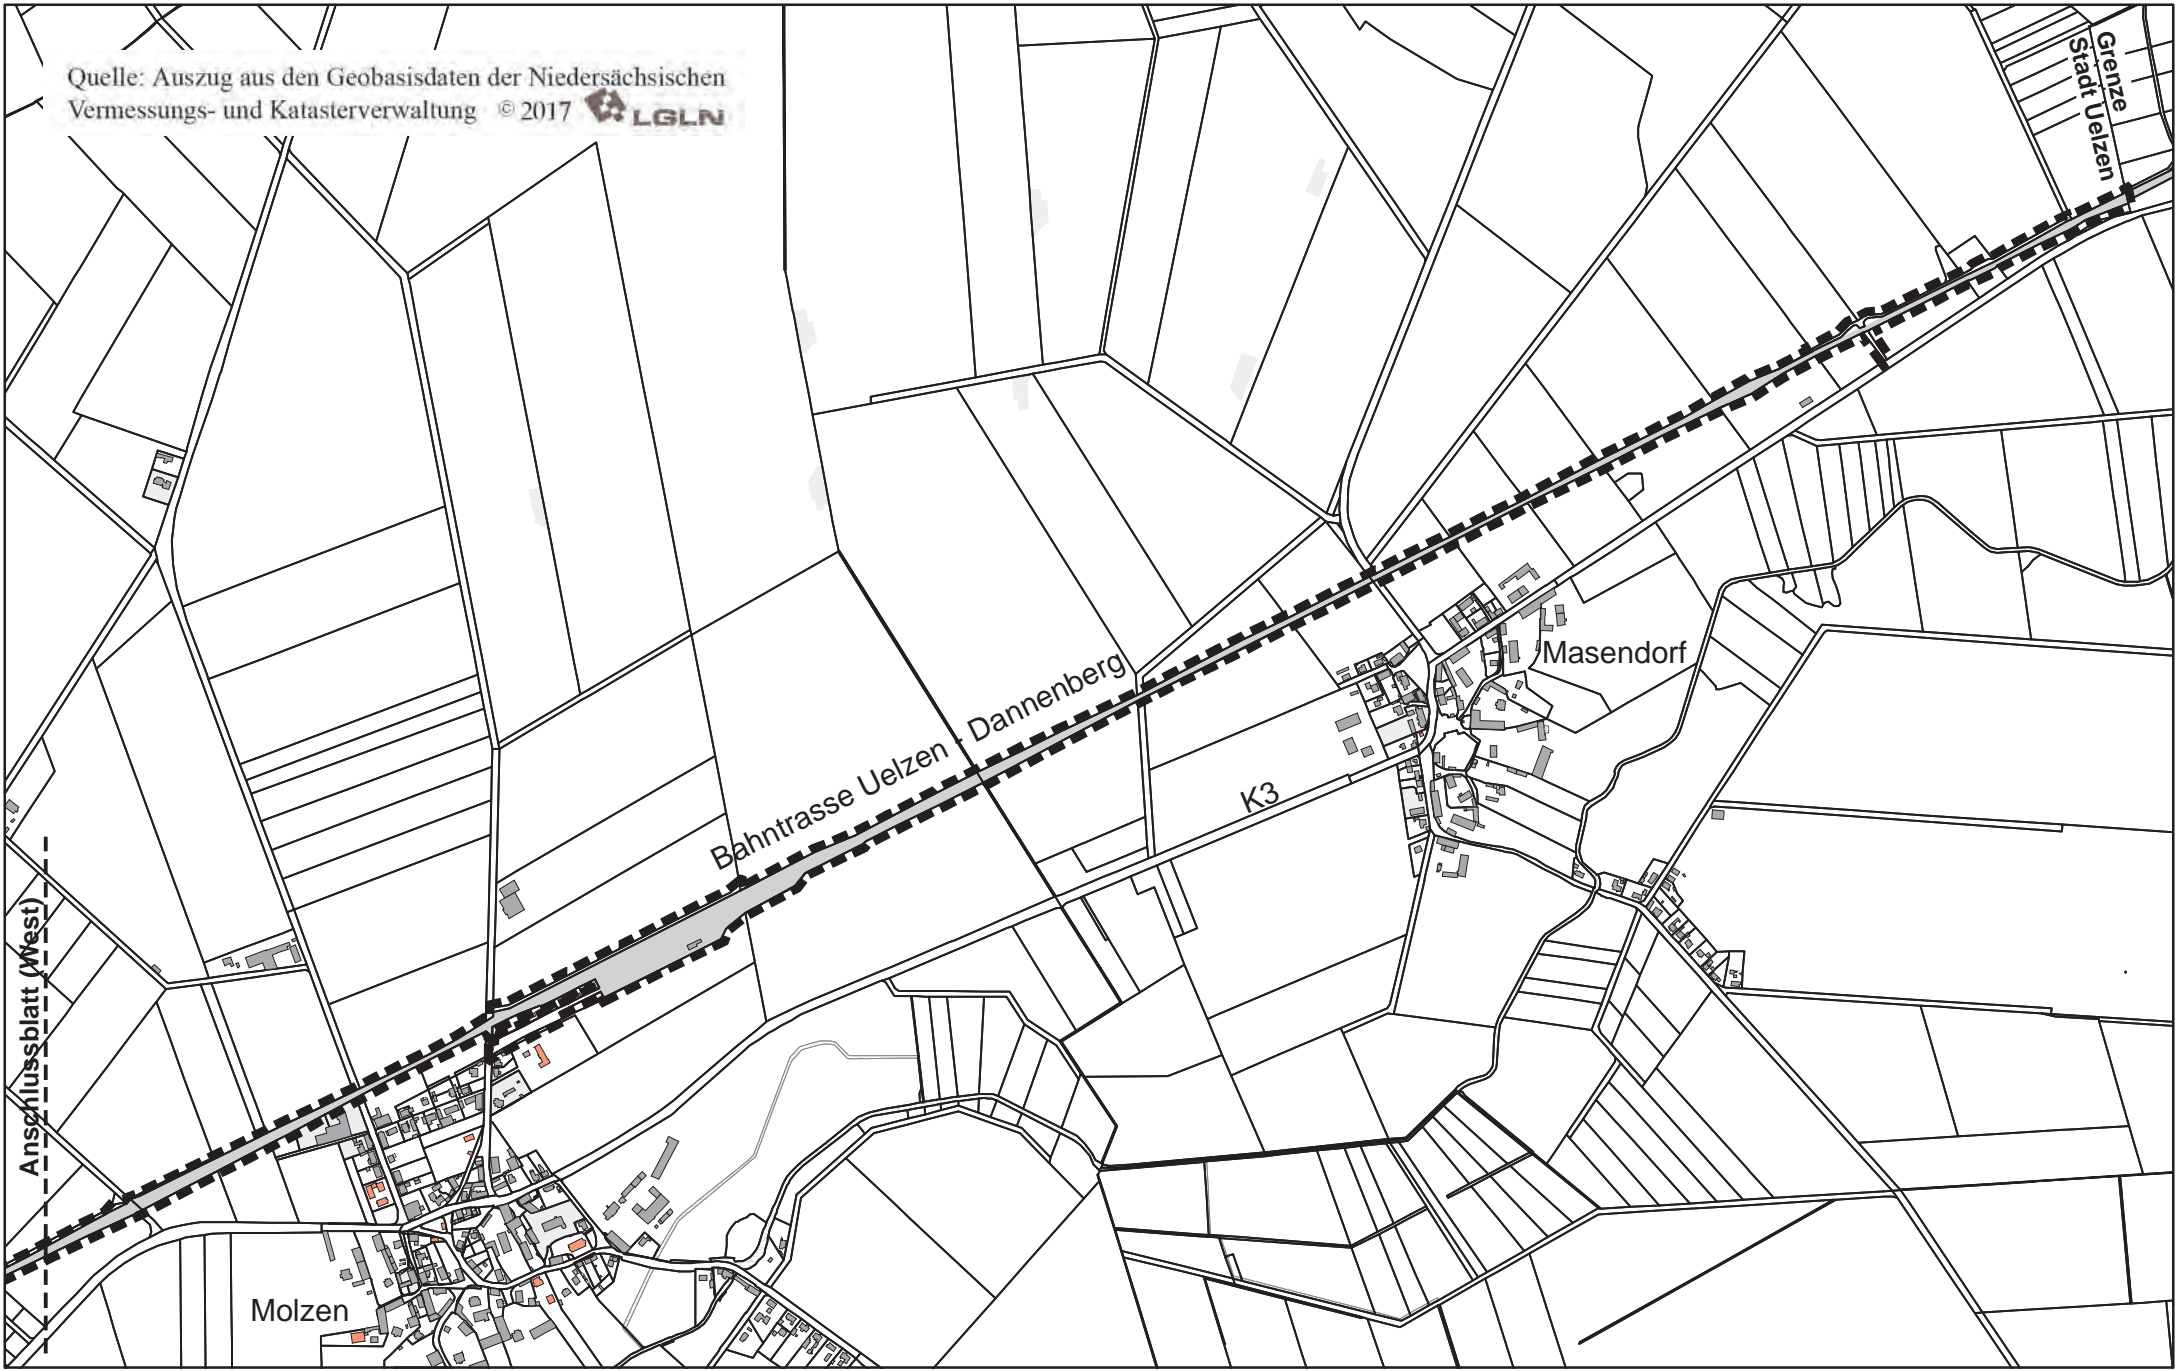 Quelle: Auszug aus den Geobasisdaten der Niedersächsischen
Vermessungs- und Katasterverwaltung © 2017 LGLN
Grenze
Stadt Uelzen
Masendorf
Bahntrasse Uelzen - Dannenberg
K3
Anschlussblatt (West)
Molzen